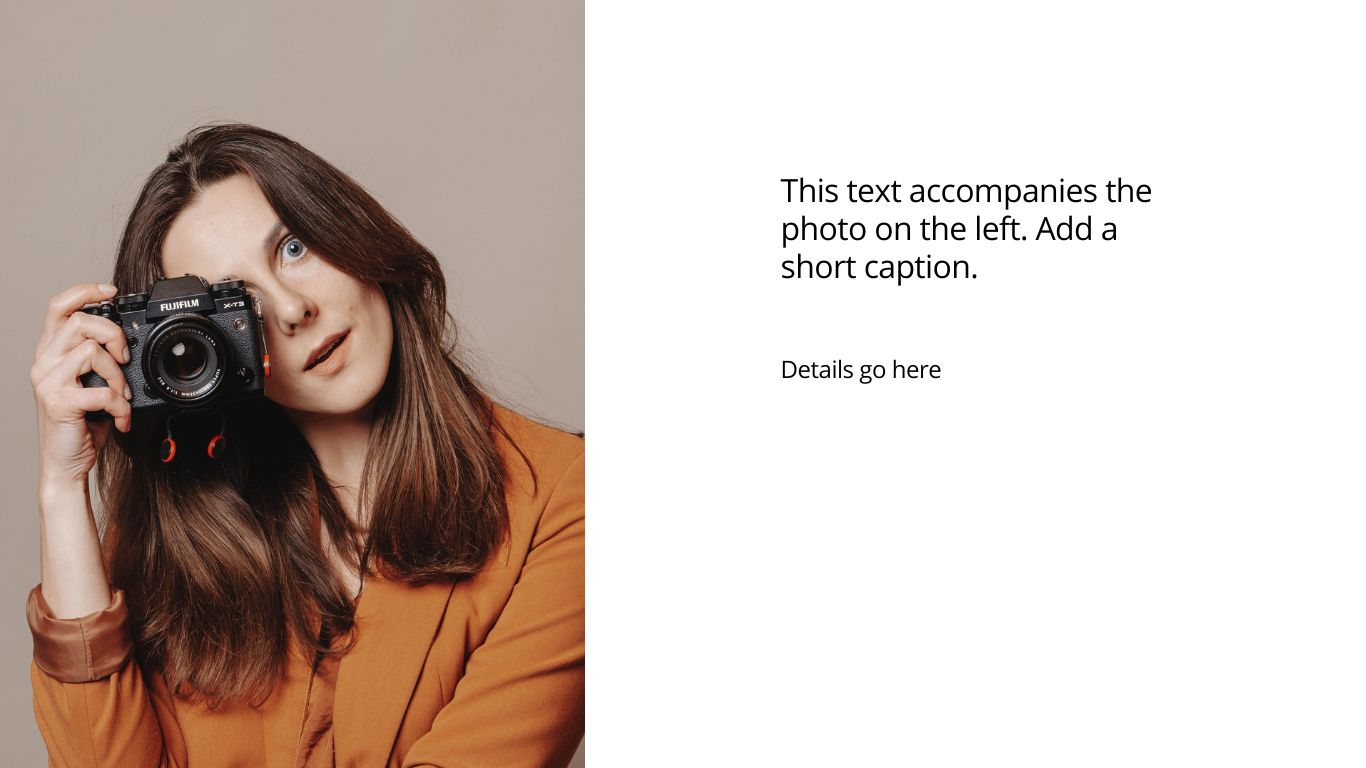 FUJIFILM
X-T3
This text accompanies the
photo on the left. Add a
short caption.
Details go here